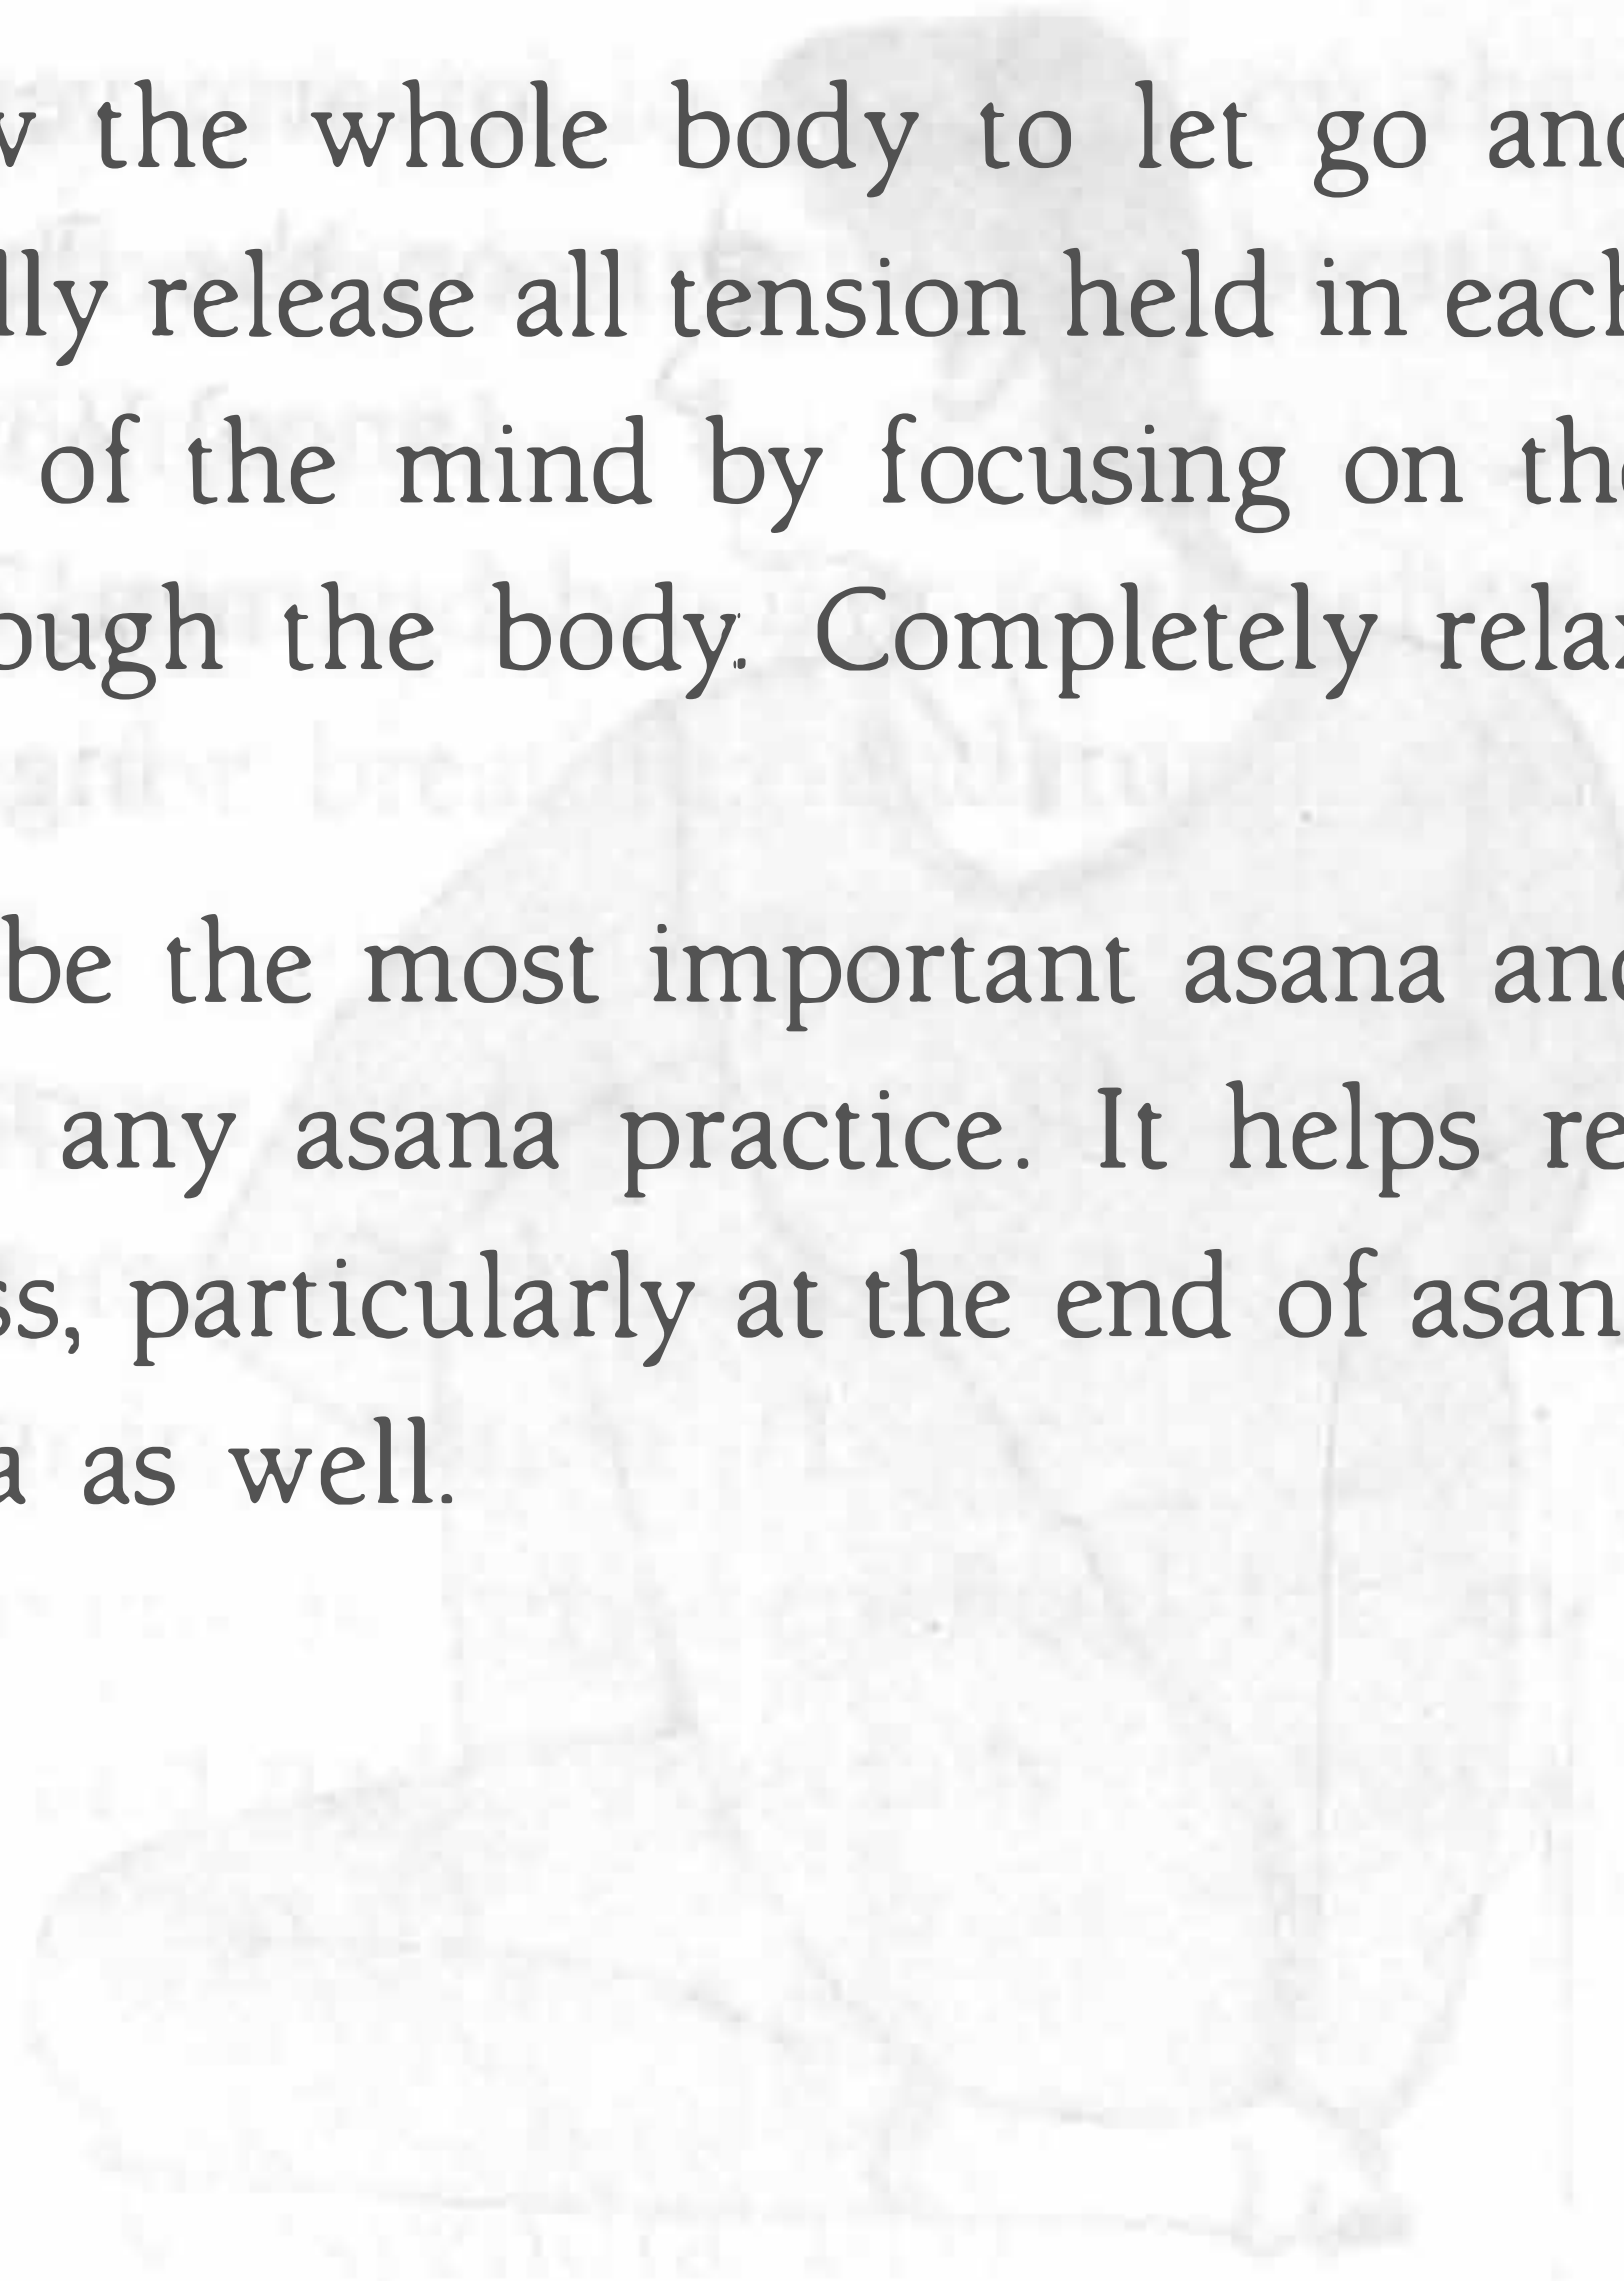 w the whole body to let go and
lly release all tension held in each
of the mind by focusing on the
ough the body. Completely relax
be the most important asana and
any asana practice. It helps re
ss, particularly at the end of asan
a as well.